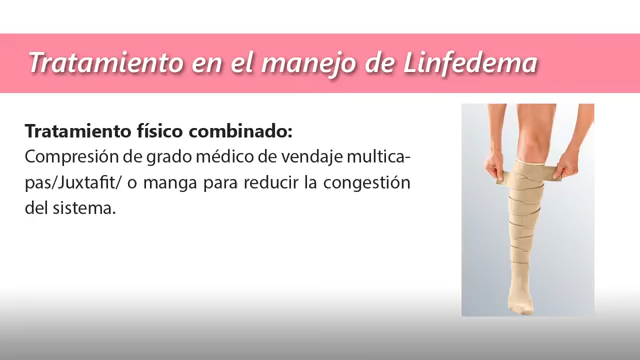 Tratamiento en el manejo de Linfedema
Tratamiento físico combinado:
Compresión de grado médico de vendaje multica-
pas/Juxtafit/ o manga para reducir la congestión
del sistema.